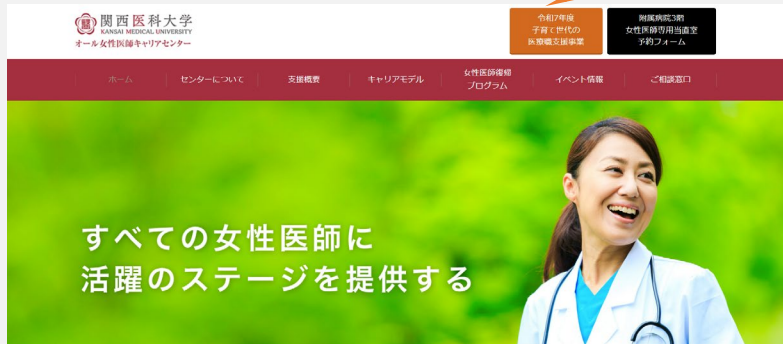 関西医科大学
KANSAI MEDICAL UNIVERSITY
オール女性医師キャリアセンター
令和7年度
子育て世代の
医療職支援事業
附属病院3階
女性医師専用当直室
予約フォーム
ホーム
センターについて
支援概要
キャリアモデル
女性医師復帰
プログラム
イベント情報
ご相談窓口
すべての女性医師に
活躍のステージを提供する